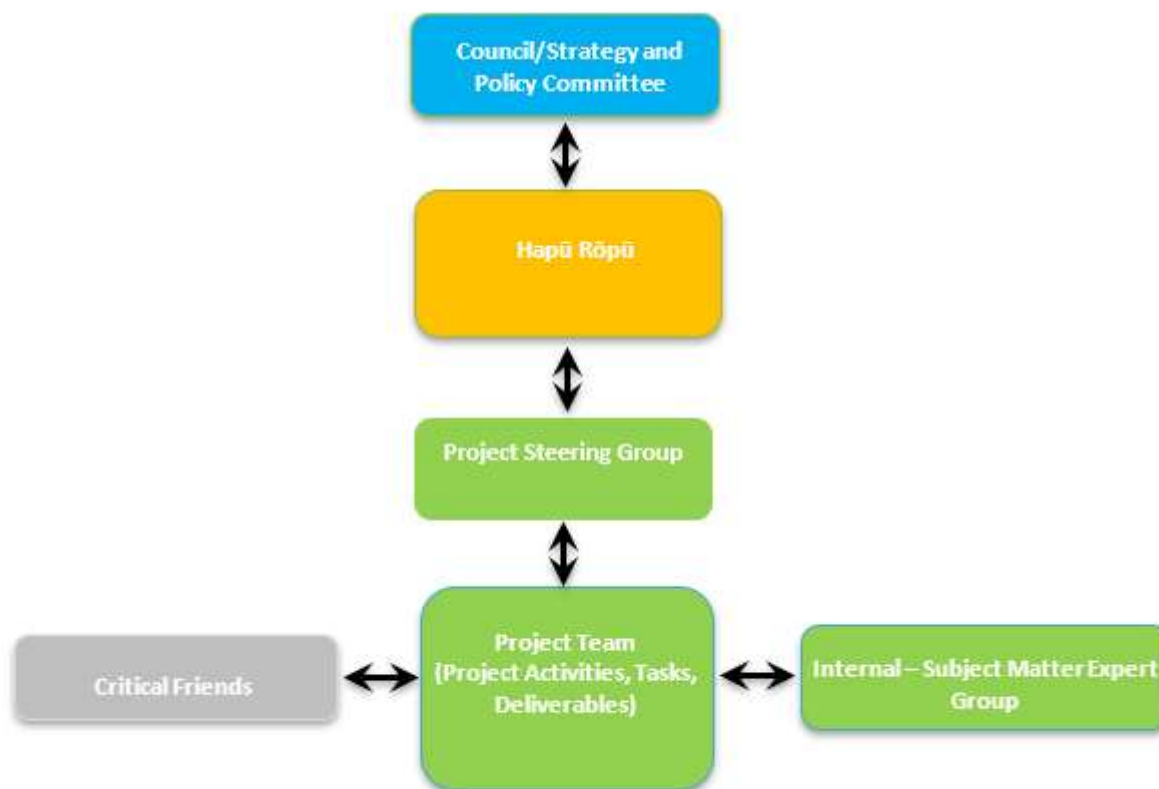 Council/Strategy and
Policy Committee
Hapū Rōpū
Project Steering Group
Project Team
(Project Activities, Tasks,
Deliverables)
Critical Friends
Internal – Subject Matter Expert
Group